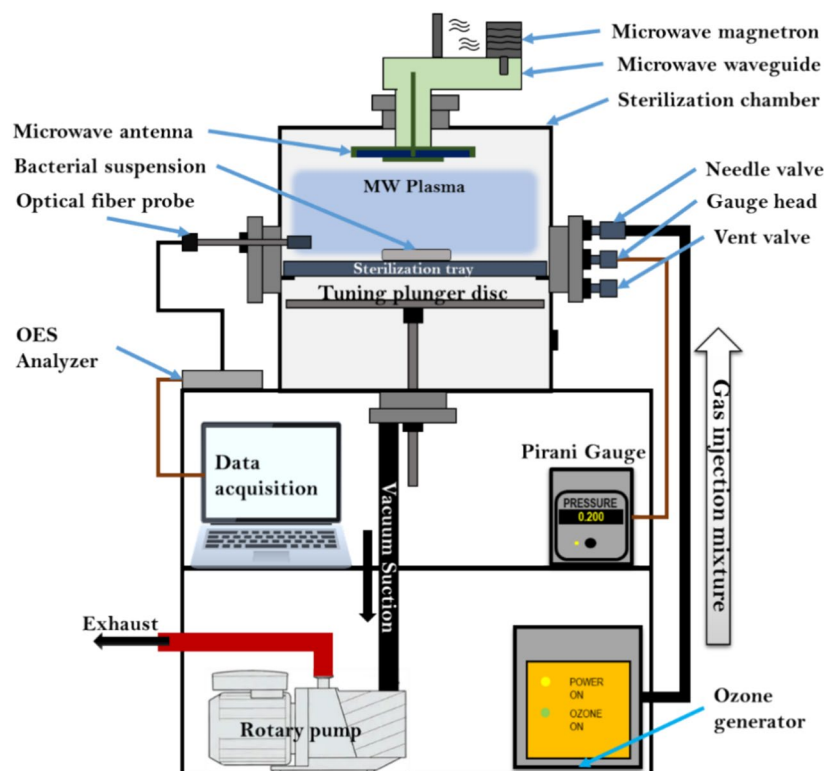 Microwave magnetron
Microwave waveguide
Sterilization chamber
Microwave antenna
Bacterial suspension
Optical fiber probe
MW Plasma
Needle valve
Gauge head
Vent valve
Sterilization tray
Tuning plunger disc
OES
Analyzer
Data
acquisition
Pirani Gauge
PRESSURE
0.200
Gas injection mixture
Vacuum Suction
Exhaust
Rotary pump
POWER
ON
OZONE
ON
Ozone
generator